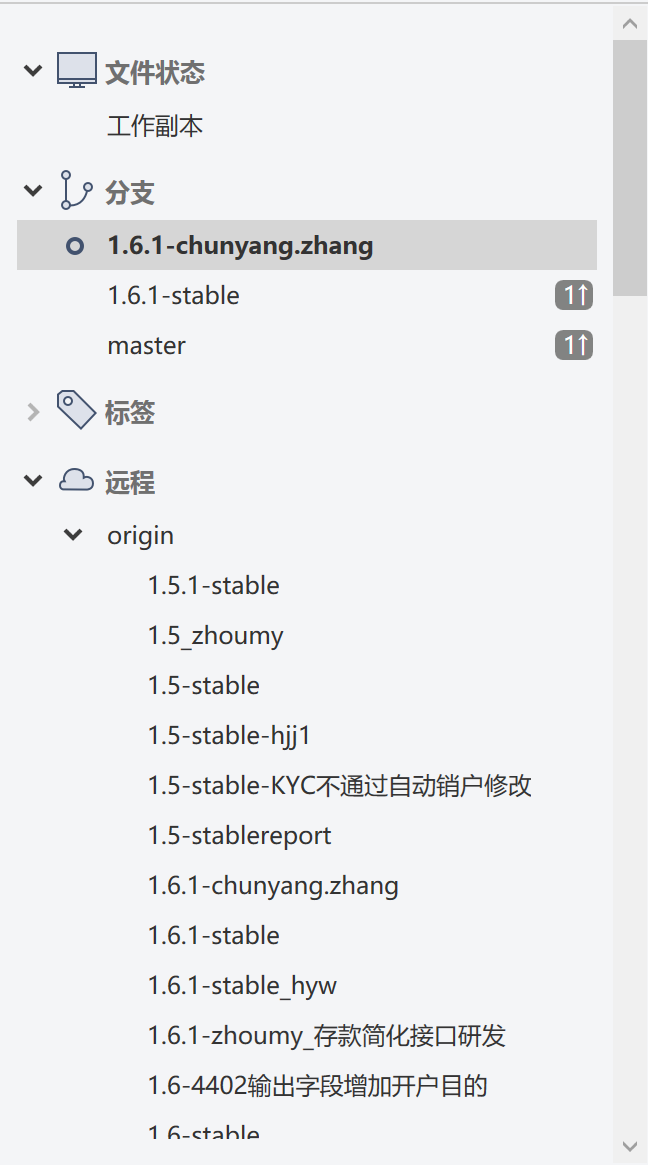 文件状态
工作副本
分支
1.6.1-chunyang.zhang
1.6.1-stable 1↑
master 1↑
标签
远程
origin
1.5.1-stable
1.5_zhoumy
1.5-stable
1.5-stable-hjj1
1.5-stable-KYC不通过自动销户修改
1.5-stablereport
1.6.1-chunyang.zhang
1.6.1-stable
1.6.1-stable_hyw
1.6.1-zhoumy_存款简化接口研发
1.6-4402输出字段增加开户目的
1.6-stable